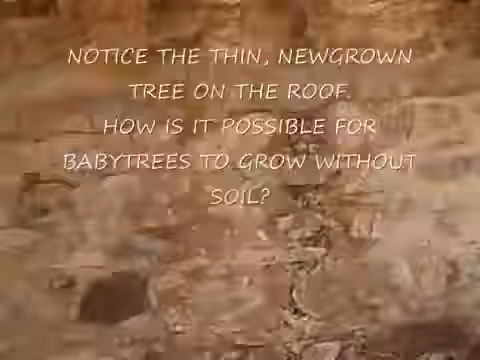 NOTICE THE THIN, NEWGROWN
TREE ON THE ROOF.
HOW IS IT POSSIBLE FOR
BABYTREES TO GROW WITHOUT
SOIL?